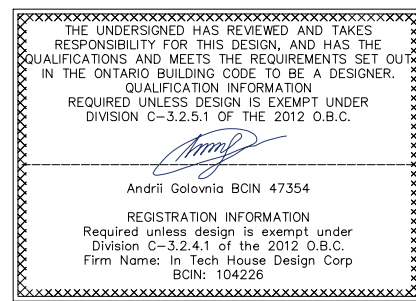 THE UNDERSIGNED HAS REVIEWED AND TAKES
RESPONSIBILITY FOR THIS DESIGN, AND HAS THE
QUALIFICATIONS AND MEETS THE REQUIREMENTS SET OUT
IN THE ONTARIO BUILDING CODE TO BE A DESIGNER.
QUALIFICATION INFORMATION
REQUIRED UNLESS DESIGN IS EXEMPT UNDER
DIVISION C-3.2.5.1 OF THE 2012 O.B.C.
Andrii Golovnia BCIN 47354
REGISTRATION INFORMATION
Required unless design is exempt under
Division C-3.2.4.1 of the 2012 O.B.C.
Firm Name: In Tech House Design Corp
BCIN: 104226